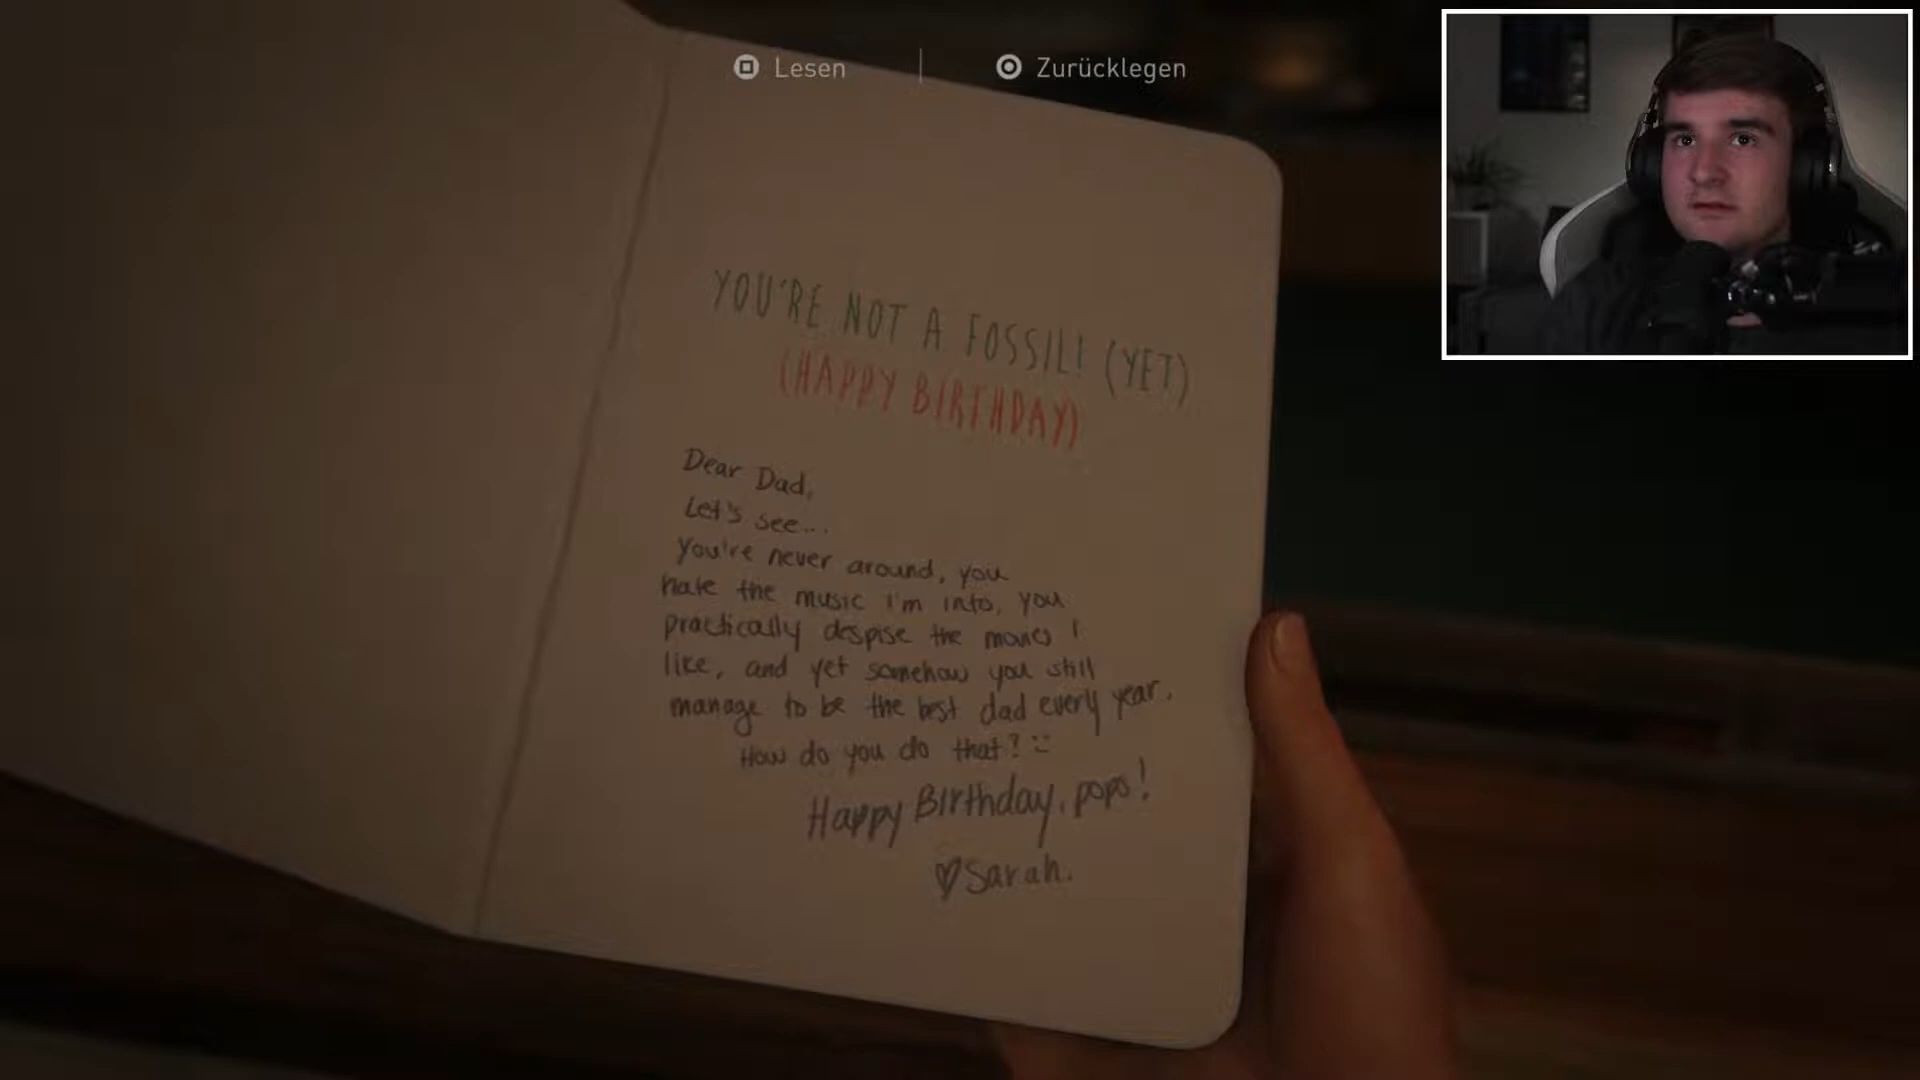 Lesen
Zurücklegen
YOU'RE NOT A FOSSIL! (YET)
(HAPPY BIRTHDAY)
Dear Dad,
Let's see...
you're never around, you
hate the music I'm into, you
practically despise the movies I
like, and yet somehow you still
manage to be the best dad every year.
How do you do that? :)
Happy Birthday, pops!
♡ Sarah.